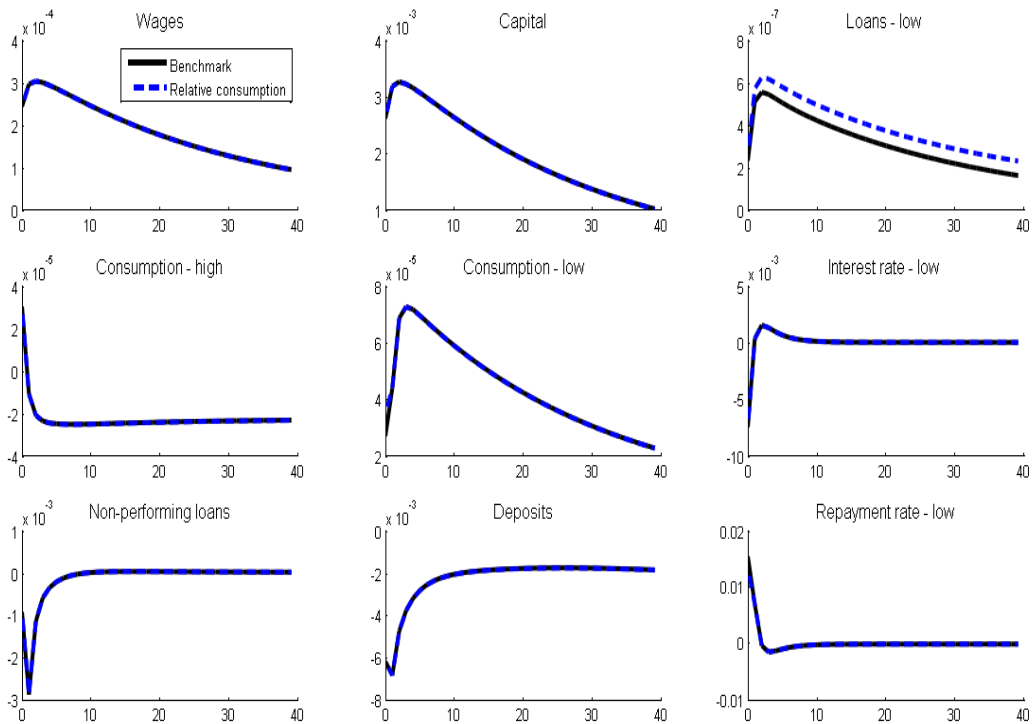 Wages
x 10-4
4
3
2
1
0
0 10 20 30 40
Benchmark
Relative consumption
Capital
x 10-3
4
3
2
1
0 10 20 30 40
Loans - low
x 10-7
8
6
4
2
0
0 10 20 30 40
Consumption - high
x 10-5
4
2
0
-2
-4
0 10 20 30 40
Consumption - low
x 10-5
8
6
4
2
0 10 20 30 40
Interest rate - low
x 10-3
5
0
-5
-10
0 10 20 30 40
Non-performing loans
x 10-3
1
0
-1
-2
-3
0 10 20 30 40
Deposits
x 10-3
0
-2
-4
-6
-8
0 10 20 30 40
Repayment rate - low
0.02
0.01
0
-0.01
0 10 20 30 40